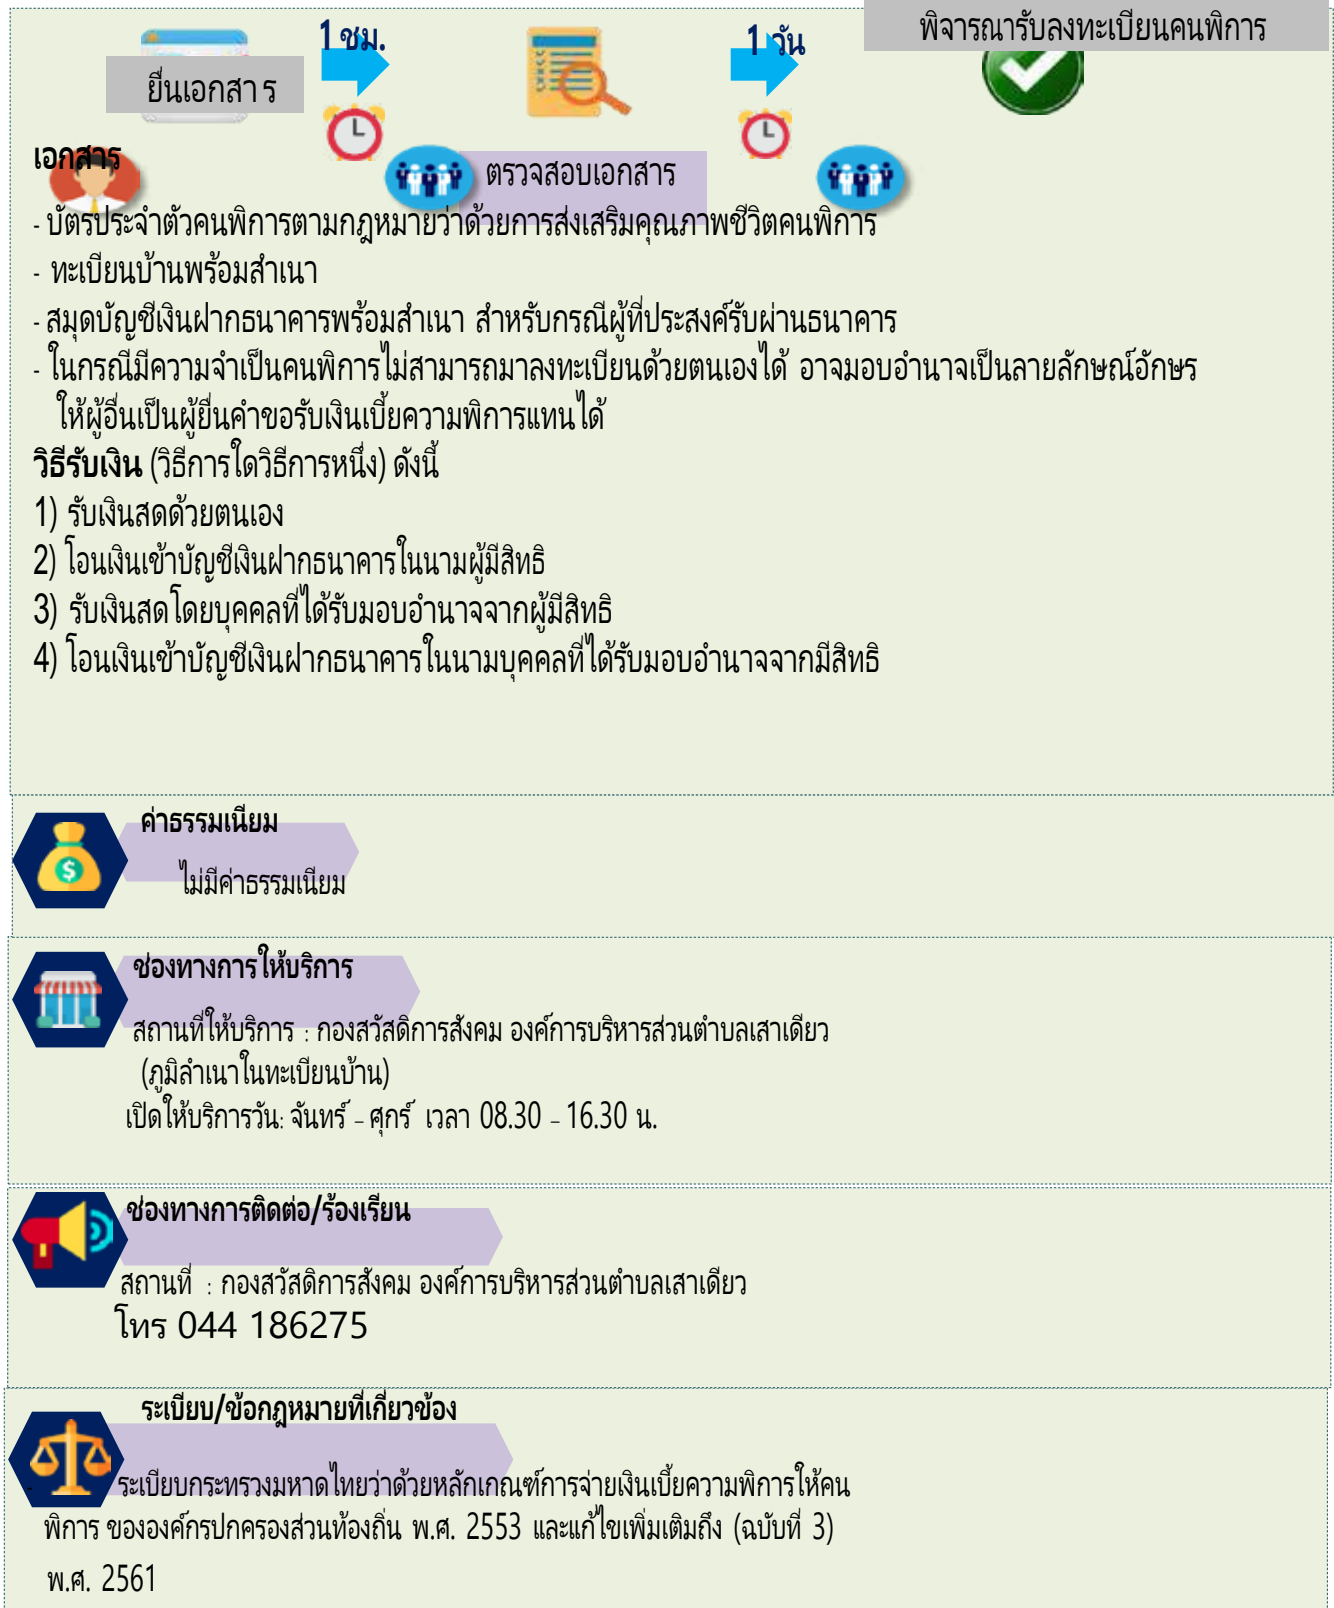 ยื่นเอกสาร
1 ชม.
ตรวจสอบเอกสาร
1 วัน
พิจารณารับลงทะเบียนคนพิการ
เอกสาร
- บัตรประจำตัวคนพิการตามกฎหมายว่าด้วยการส่งเสริมคุณภาพชีวิตคนพิการ
- ทะเบียนบ้านพร้อมสำเนา
- สมุดบัญชีเงินฝากธนาคารพร้อมสำเนา สำหรับกรณีผู้ที่ประสงค์รับผ่านธนาคาร
- ในกรณีมีความจำเป็นคนพิการไม่สามารถมาลงทะเบียนด้วยตนเองได้ อาจมอบอำนาจเป็นลายลักษณ์อักษร
ให้ผู้อื่นเป็นผู้ยื่นคำขอรับเงินเบี้ยความพิการแทนได้
วิธีรับเงิน (วิธีการใดวิธีการหนึ่ง) ดังนี้
1) รับเงินสดด้วยตนเอง
2) โอนเงินเข้าบัญชีเงินฝากธนาคารในนามผู้มีสิทธิ
3) รับเงินสดโดยบุคคลที่ได้รับมอบอำนาจจากผู้มีสิทธิ
4) โอนเงินเข้าบัญชีเงินฝากธนาคารในนามบุคคลที่ได้รับมอบอำนาจจากมีสิทธิ
ค่าธรรมเนียม
ไม่มีค่าธรรมเนียม
ช่องทางการให้บริการ
สถานที่ให้บริการ : กองสวัสดิการสังคม องค์การบริหารส่วนตำบลเสาเดียว
(ภูมิลำเนาในทะเบียนบ้าน)
เปิดให้บริการวัน: จันทร์ – ศุกร์ เวลา 08.30 – 16.30 น.
ช่องทางการติดต่อ/ร้องเรียน
สถานที่ : กองสวัสดิการสังคม องค์การบริหารส่วนตำบลเสาเดียว
โทร 044 186275
ระเบียบ/ข้อกฎหมายที่เกี่ยวข้อง
ระเบียบกระทรวงมหาดไทยว่าด้วยหลักเกณฑ์การจ่ายเงินเบี้ยความพิการให้คน
พิการ ขององค์กรปกครองส่วนท้องถิ่น พ.ศ. 2553 และแก้ไขเพิ่มเติมถึง (ฉบับที่ 3)
พ.ศ. 2561